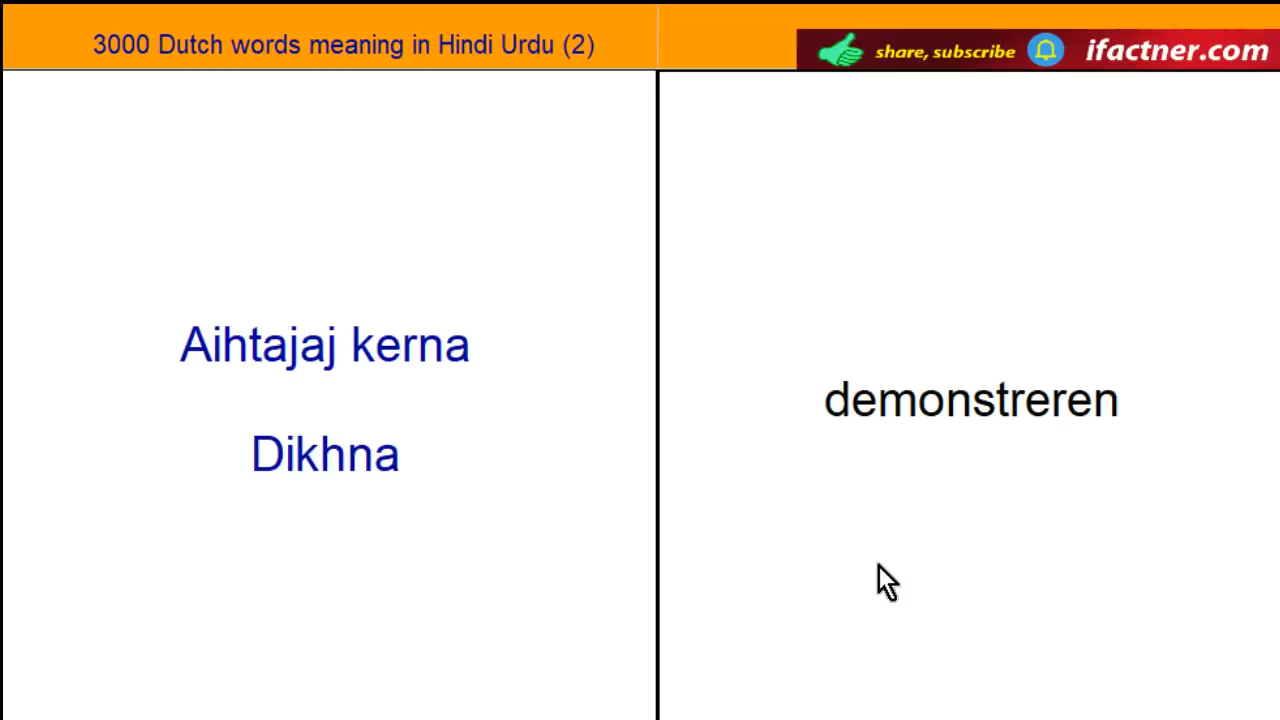 3000 Dutch words meaning in Hindi Urdu (2)
share, subscribe
ifactner.com
Aihtajaj kerna
Dikhna
demonstreren